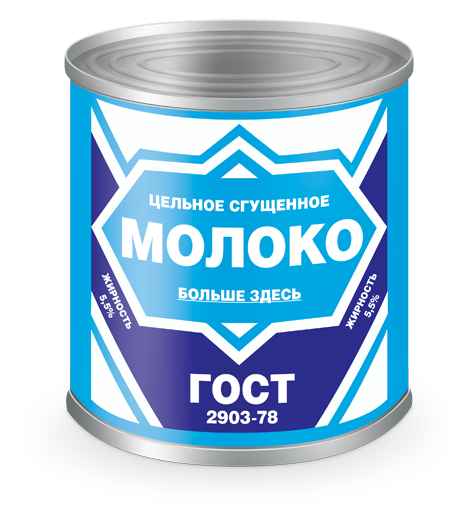 ЦЕЛЬНОЕ СГУЩЕННОЕ
МОЛОКО
БОЛЬШЕ ЗДЕСЬ
ЖИРНОСТЬ
5,5%
ЖИРНОСТЬ
5,5%
ГОСТ
2903-78